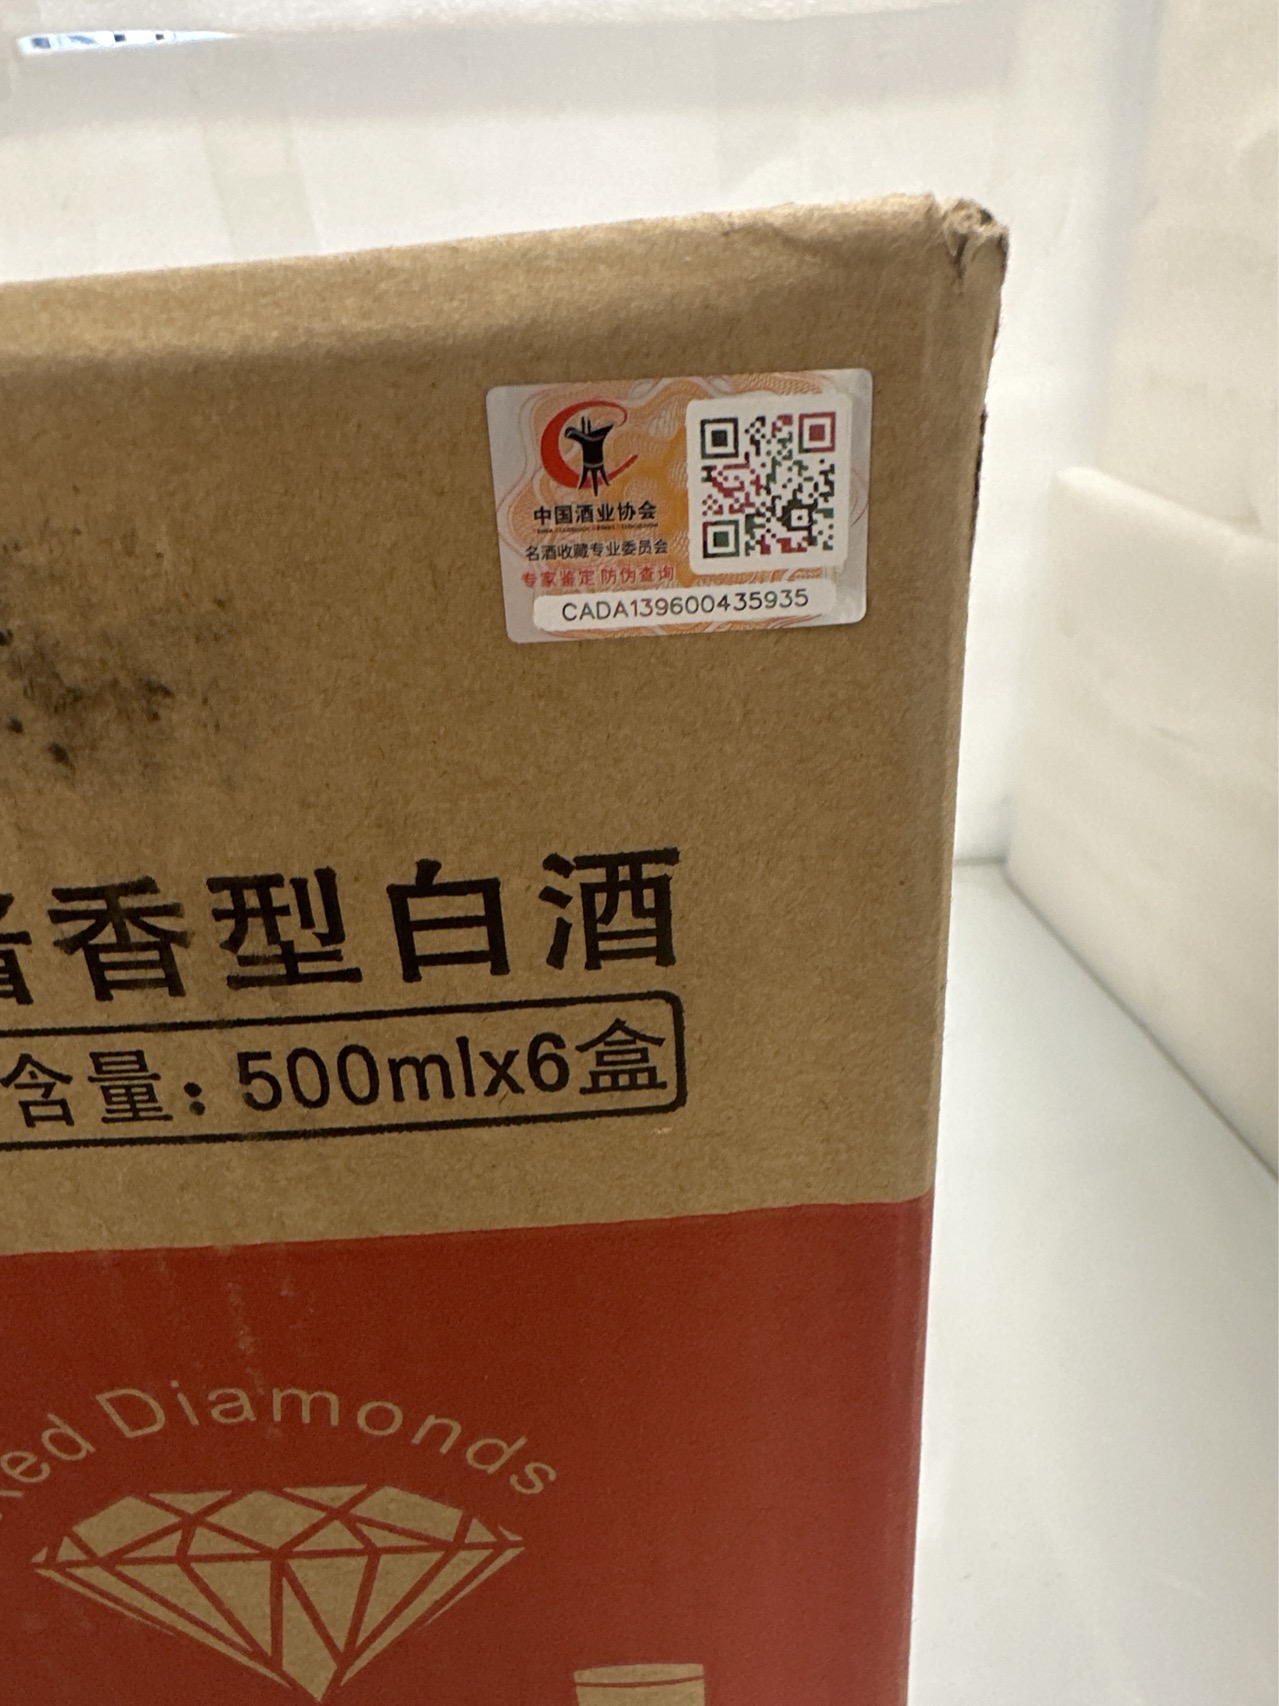 中国酒业协会
名酒收藏专业委员会
专家鉴定 防伪查询
CADA139600435935
香型白酒
含量：500mlx6盒
Red Diamonds